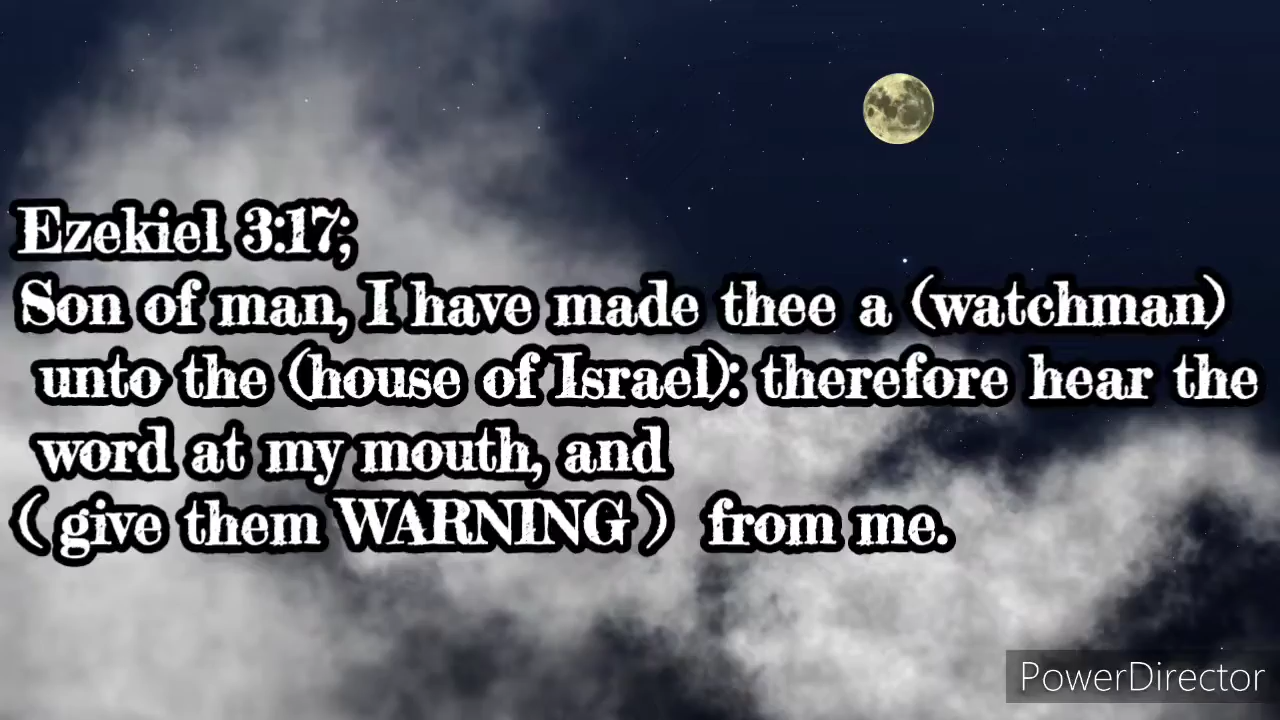 Ezekiel 3:17;
Son of man, I have made thee a (watchman)
unto the (house of Israel): therefore hear the
word at my mouth, and
( give them WARNING ) from me.
PowerDirector